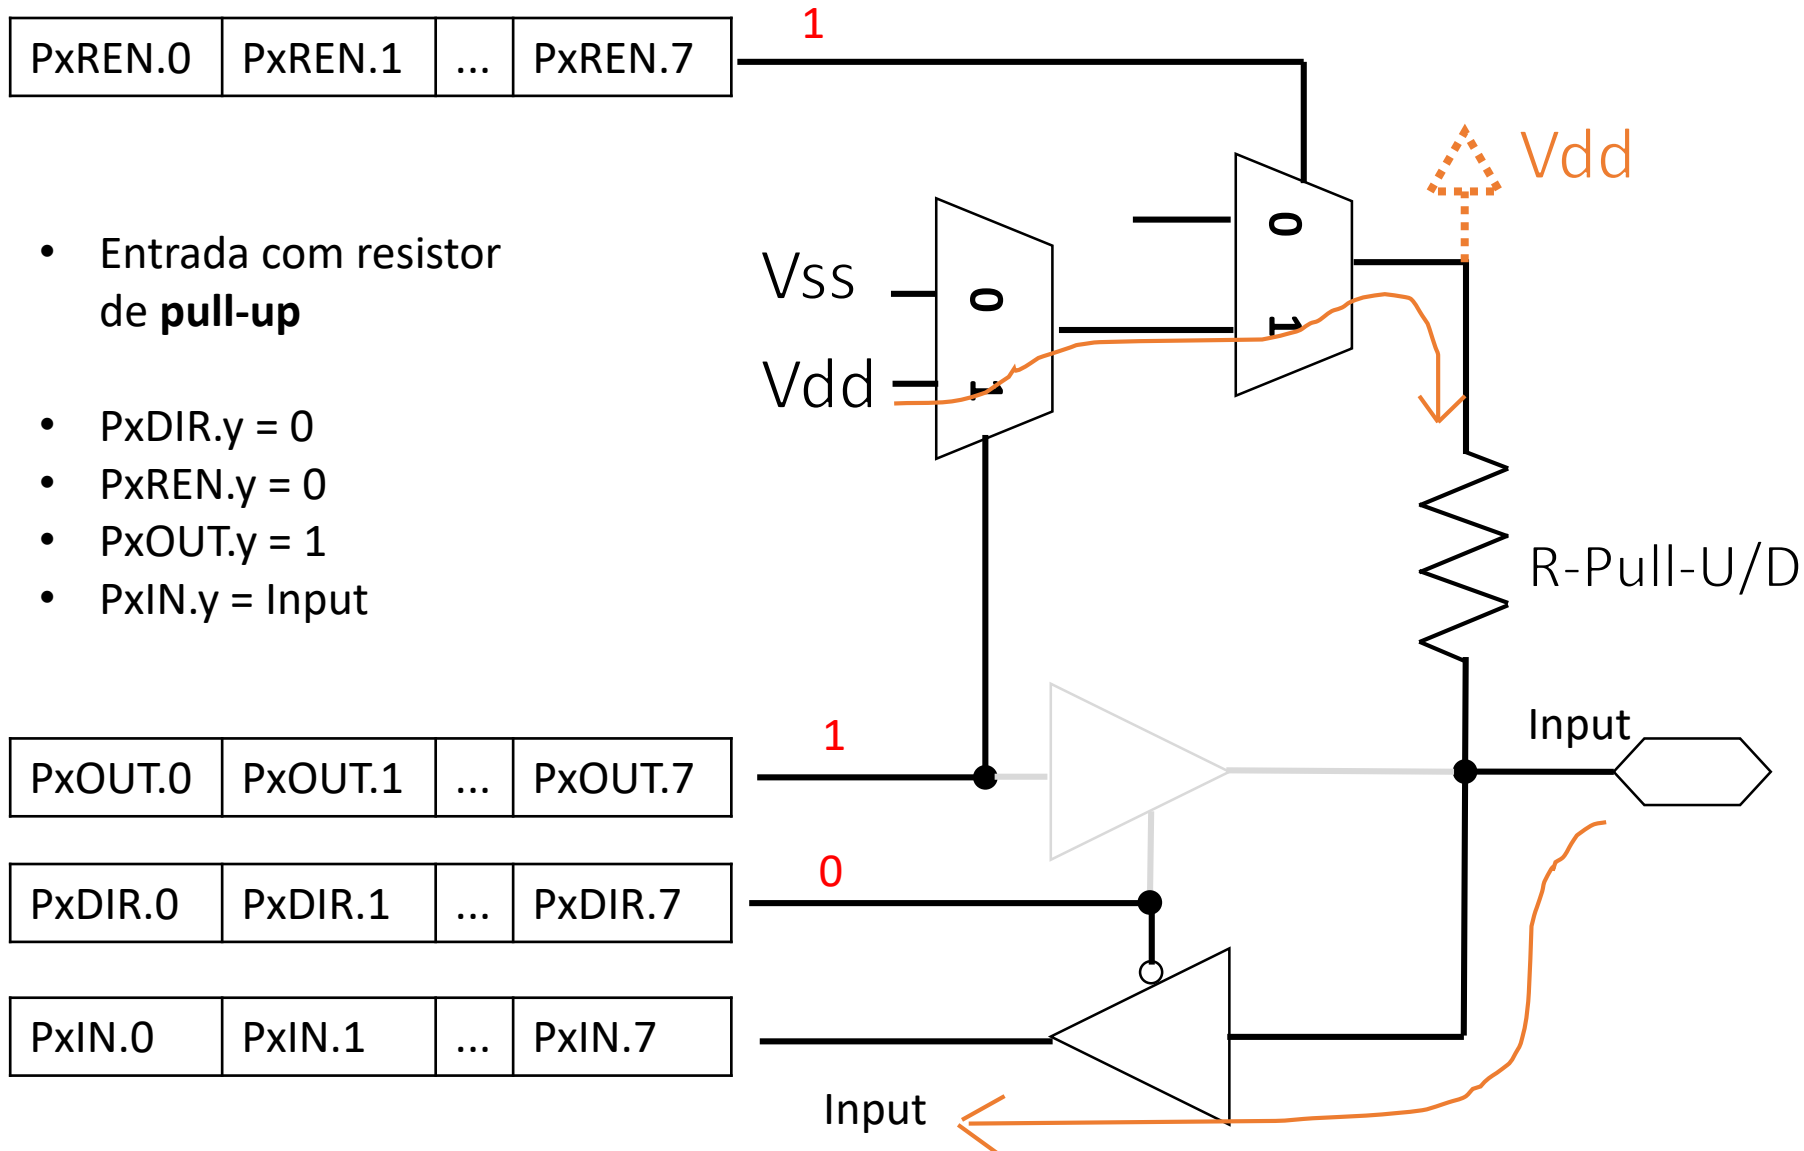 1
PxREN.0 PxREN.1 ... PxREN.7
Vdd
0
1
Vss
0
Vdd
1
• Entrada com resistor
de pull-up
• PxDIR.y = 0
• PxREN.y = 0
• PxOUT.y = 1
• PxIN.y = Input
R-Pull-U/D
Input
1
PxOUT.0 PxOUT.1 ... PxOUT.7
0
PxDIR.0 PxDIR.1 ... PxDIR.7
PxIN.0 PxIN.1 ... PxIN.7
Input